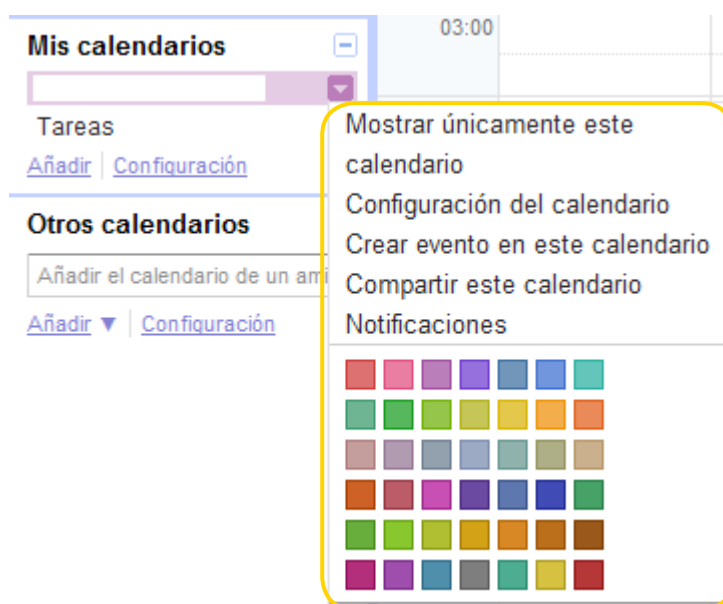 03:00
Mis calendarios
Tareas
Añadir Configuración
Otros calendarios
Añadir el calendario de un ami
Añadir ▼ Configuración
Mostrar únicamente este
calendario
Configuración del calendario
Crear evento en este calendario
Compartir este calendario
Notificaciones